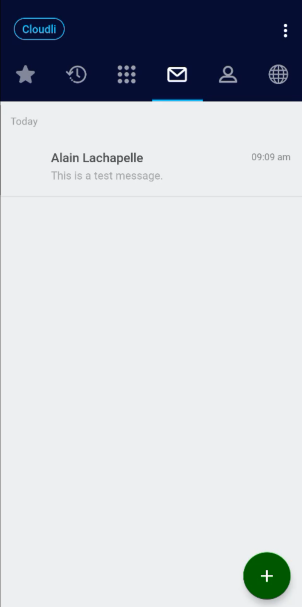 Cloudli
Today
Alain Lachapelle 09:09 am
This is a test message.